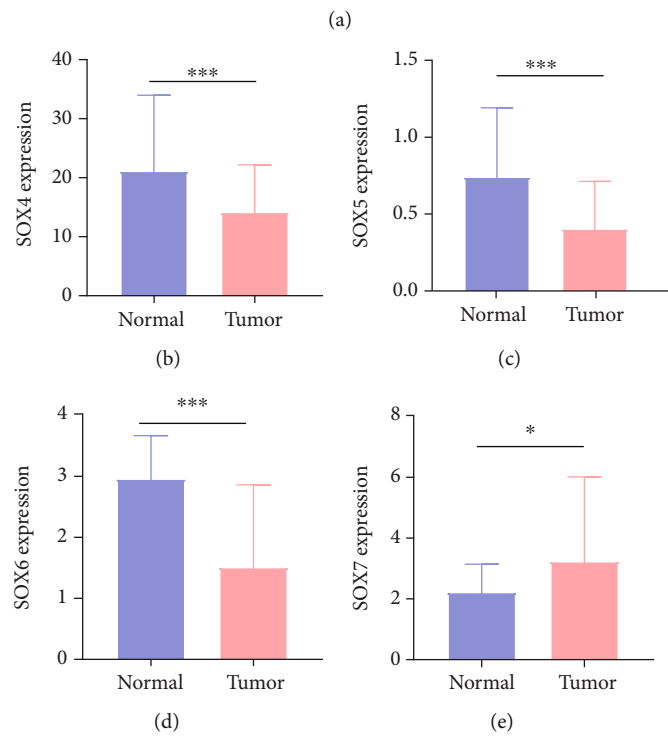 (a)
***
40
30
20
10
0
SOX4 expression
Normal Tumor
(b)
***
1.5
1.0
0.5
0.0
SOX5 expression
Normal Tumor
(c)
***
4
3
2
1
0
SOX6 expression
Normal Tumor
(d)
*
8
6
4
2
0
SOX7 expression
Normal Tumor
(e)